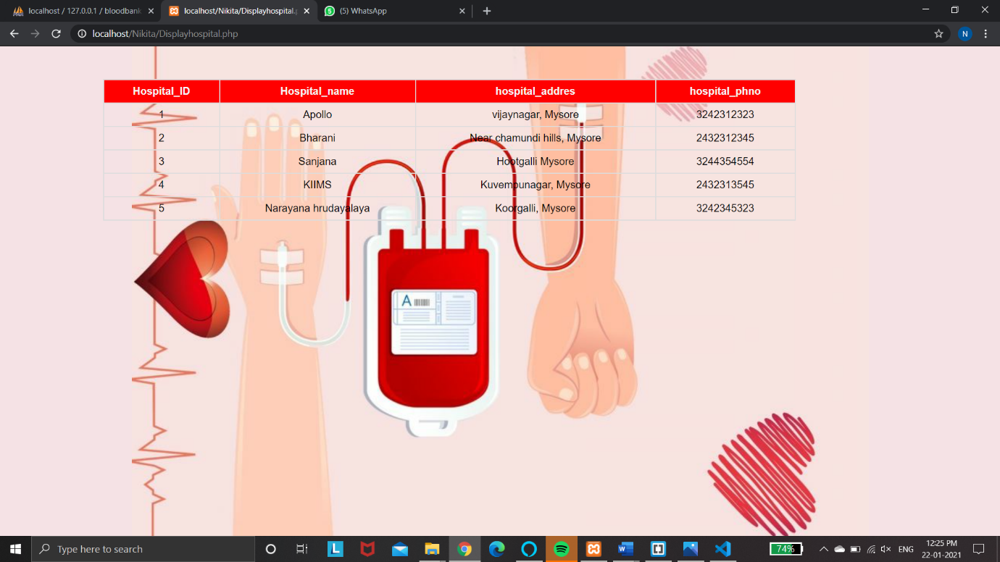 localhost / 127.0.0.1 / bloodbank
localhost/Nikita/Displayhospital.p
(5) WhatsApp
localhost/Nikita/Displayhospital.php
N
Hospital_ID Hospital_name hospital_addres hospital_phno
1 Apollo vijaynagar, Mysore 3242312323
2 Bharani Near chamundi hills, Mysore 2432312345
3 Sanjana Hootgalli Mysore 3244354554
4 KIIMS Kuvempunagar, Mysore 2432313545
5 Narayana hrudayalaya Koorgalli, Mysore 3242345323
A
Type here to search
L
74%
ENG
12:25 PM
22-01-2021